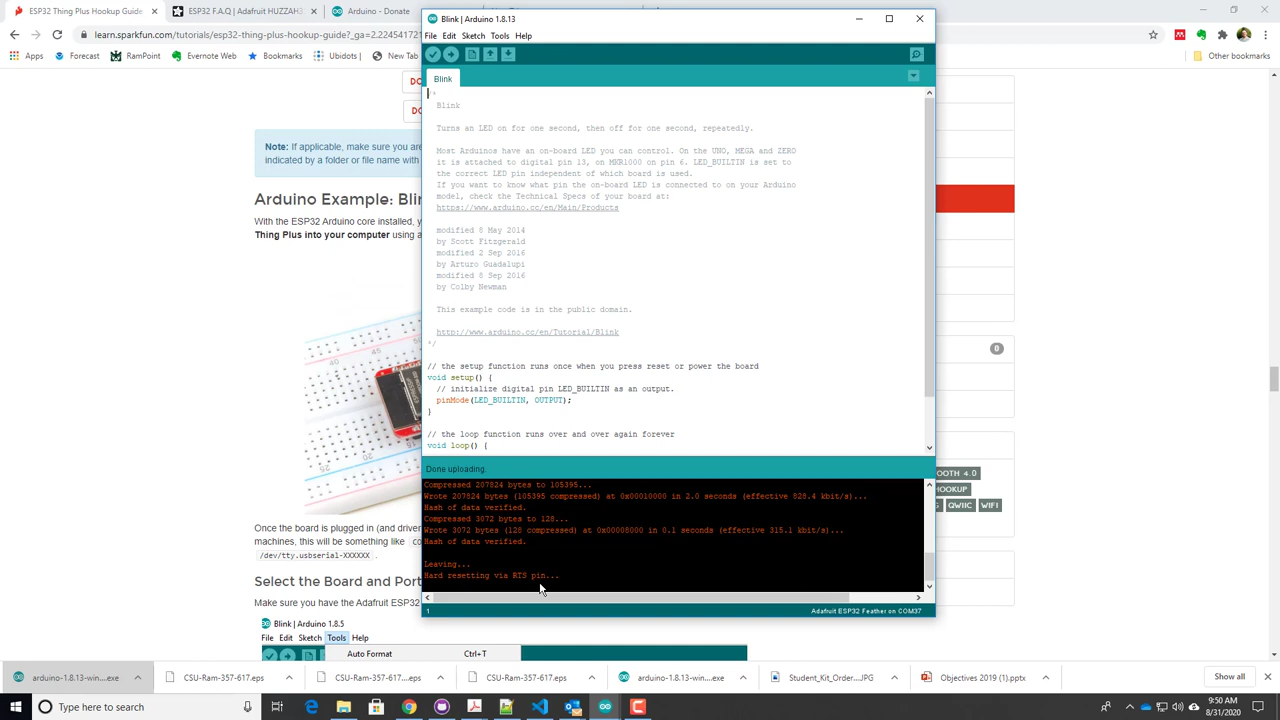 ESP32 Thing Plus Hookup Guide
ESP32 F.A.Q | Adafruit HUZZAH3
Arduino
Blink | Arduino 1.8.13
learn.sparkfun.com/tutorials/esp32-thing-plus-hookup-guide?_ga=2.224541772
File Edit Sketch Tools Help
Apps
Forecast
RamPoint
Evernote Web
Bookmarks
Ubidots
New Tab
Other bookmarks
Blink
Blink
Turns an LED on for one second, then off for one second, repeatedly.
Most Arduinos have an on-board LED you can control. On the UNO, MEGA and ZERO
it is attached to digital pin 13, on MKR1000 on pin 6. LED_BUILTIN is set to
the correct LED pin independent of which board is used.
If you want to know what pin the on-board LED is connected to on your Arduino
model, check the Technical Specs of your board at:
https://www.arduino.cc/en/Main/Products
modified 8 May 2014
by Scott Fitzgerald
modified 2 Sep 2016
by Arturo Guadalupi
modified 8 Sep 2016
by Colby Newman
This example code is in the public domain.
http://www.arduino.cc/en/Tutorial/Blink
*/
// the setup function runs once when you press reset or power the board
void setup() {
// initialize digital pin LED_BUILTIN as an output.
pinMode(LED_BUILTIN, OUTPUT);
}
// the loop function runs over and over again forever
void loop() {
Done uploading.
Compressed 207824 bytes to 105395...
Wrote 207824 bytes (105395 compressed) at 0x00010000 in 2.0 seconds (effective 828.4 kbit/s)...
Hash of data verified.
Compressed 3072 bytes to 128...
Wrote 3072 bytes (128 compressed) at 0x00008000 in 0.1 seconds (effective 315.1 kbit/s)...
Hash of data verified.
Leaving...
Hard resetting via RTS pin...
1
Adafruit ESP32 Feather on COM37
Note: If applicable, make sure you are
indicated by a folder or file name with
Arduino Example: Blin
With the ESP32 Arduino installed
Thing Plus into your computer using a
Once your board is plugged in (and driver
machines, this will be something like
/dev/tty.usbserial-XXXXXX .
Select the Board and Port
Make sure you have the Adafruit ESP32
Blink | Arduino 1.8.5
File Edit Sketch Tools Help
Auto Format Ctrl+T
0
OOTH 4.0
HOOKUP
QWIIC
WIFI
CSU-Ram-357-617.eps
CSU-Ram-357-617....eps
CSU-Ram-357-617.eps
arduino-1.8.13-win....exe
Student_Kit_Order....JPG
Objectives 2019 (1).pptx
Show all
Type here to search
9:50 AM
8/31/2020